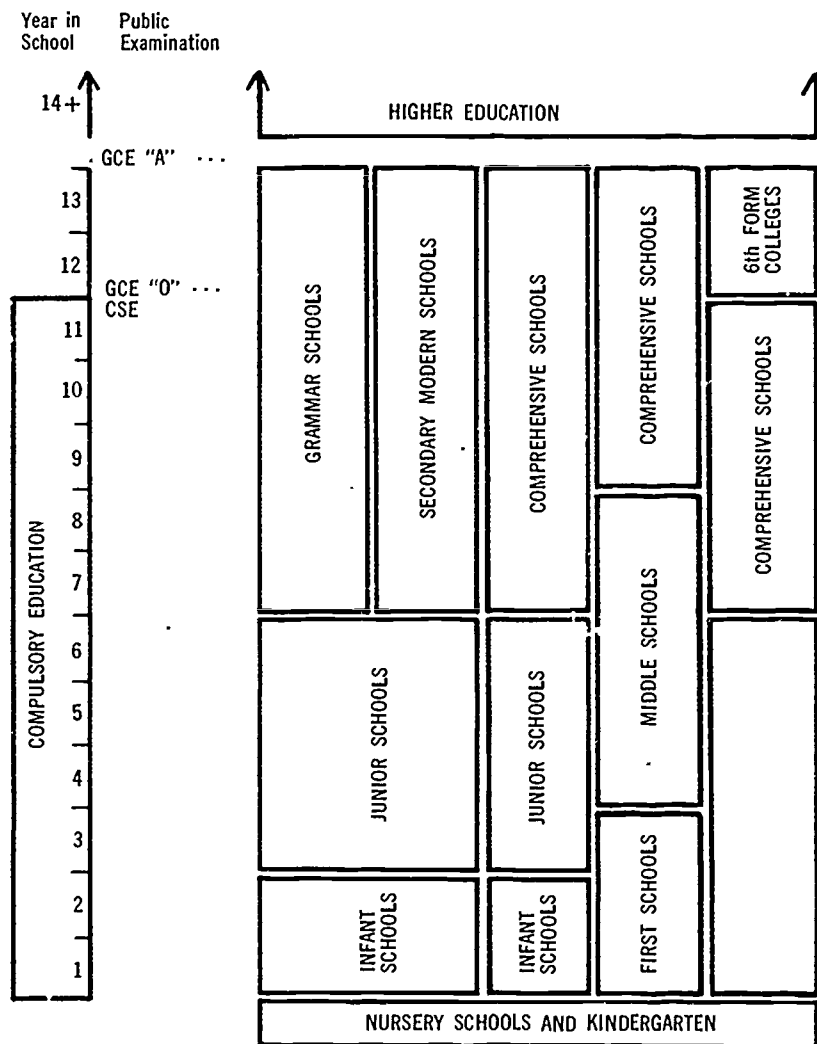 Year in
School
Public
Examination
14+
HIGHER EDUCATION
GCE "A" ...
13
12
GCE "O" ...
CSE
11
10
9
8
7
6
5
4
3
2
1
COMPULSORY EDUCATION
GRAMMAR SCHOOLS
SECONDARY MODERN SCHOOLS
COMPREHENSIVE SCHOOLS
COMPREHENSIVE SCHOOLS
6th FORM
COLLEGES
COMPREHENSIVE SCHOOLS
JUNIOR SCHOOLS
JUNIOR SCHOOLS
MIDDLE SCHOOLS
INFANT
SCHOOLS
INFANT
SCHOOLS
FIRST SCHOOLS
NURSERY SCHOOLS AND KINDERGARTEN